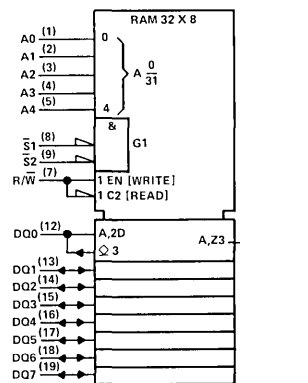 RAM 32 X 8
A0 (1) 0
A1 (2)
A2 (3) A 0/31
A3 (4)
A4 (5) 4
&
S̅1̅ (8) G1
S̅2̅ (9)
R/W̅ (7) 1 EN [WRITE]
1 C2 [READ]
DQ0 (12) A,2D
A,Z3
3
DQ1 (13)
DQ2 (14)
DQ3 (15)
DQ4 (16)
DQ5 (17)
DQ6 (18)
DQ7 (19)